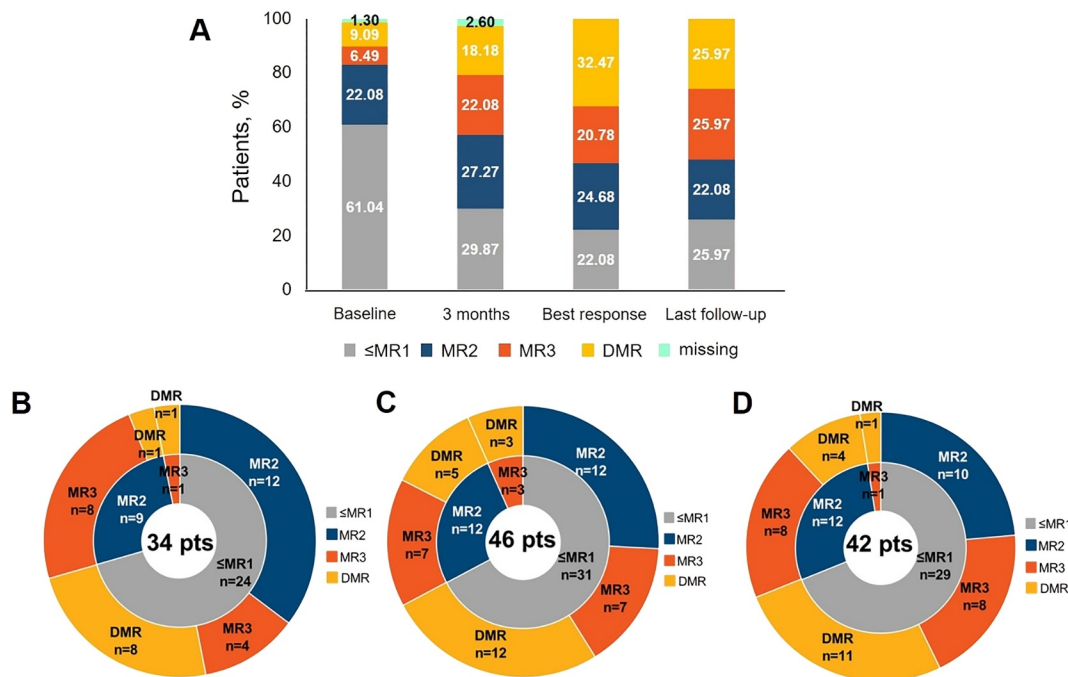 A
Patients, %
100
80
60
40
20
0
1.30
9.09
6.49
22.08
61.04
2.60
18.18
22.08
27.27
29.87
32.47
20.78
24.68
22.08
25.97
25.97
22.08
25.97
Baseline
3 months
Best response
Last follow-up
≤MR1
MR2
MR3
DMR
missing
B
DMR
n=1
DMR
n=1
MR3
n=1
MR2
n=12
MR3
n=8
MR2
n=9
34 pts
≤MR1
n=24
MR3
n=4
DMR
n=8
≤MR1
MR2
MR3
DMR
C
DMR
n=3
DMR
n=5
MR3
n=3
MR2
n=12
MR2
n=12
MR3
n=7
46 pts
≤MR1
n=31
MR3
n=7
DMR
n=12
≤MR1
MR2
MR3
DMR
D
DMR
n=1
DMR
n=4
MR3
n=1
MR2
n=10
MR3
n=8
MR2
n=12
42 pts
≤MR1
n=29
MR3
n=8
DMR
n=11
≤MR1
MR2
MR3
DMR